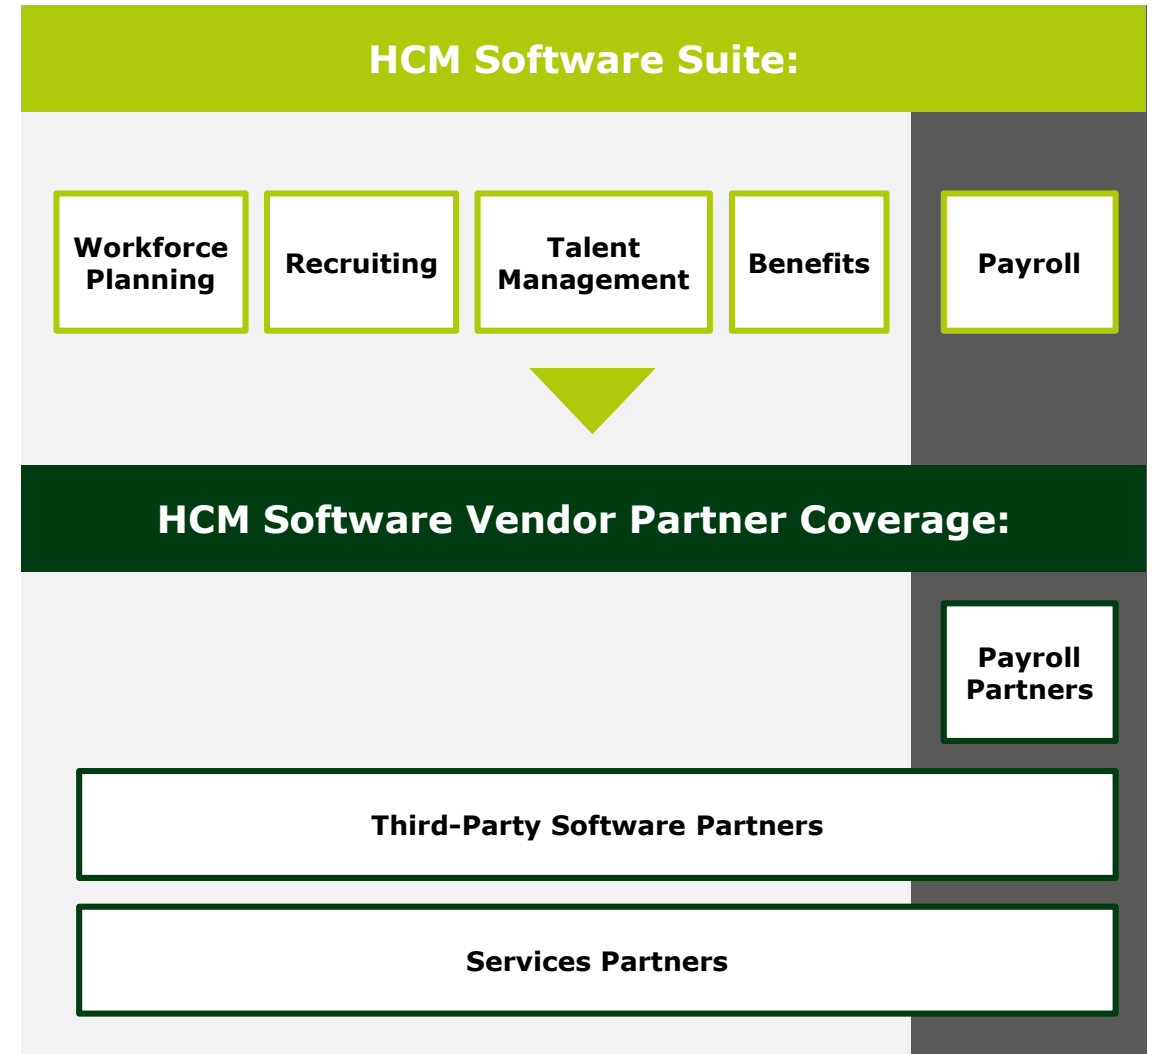 HCM Software Suite:
Workforce
Planning
Recruiting
Talent
Management
Benefits
Payroll
HCM Software Vendor Partner Coverage:
Payroll
Partners
Third-Party Software Partners
Services Partners